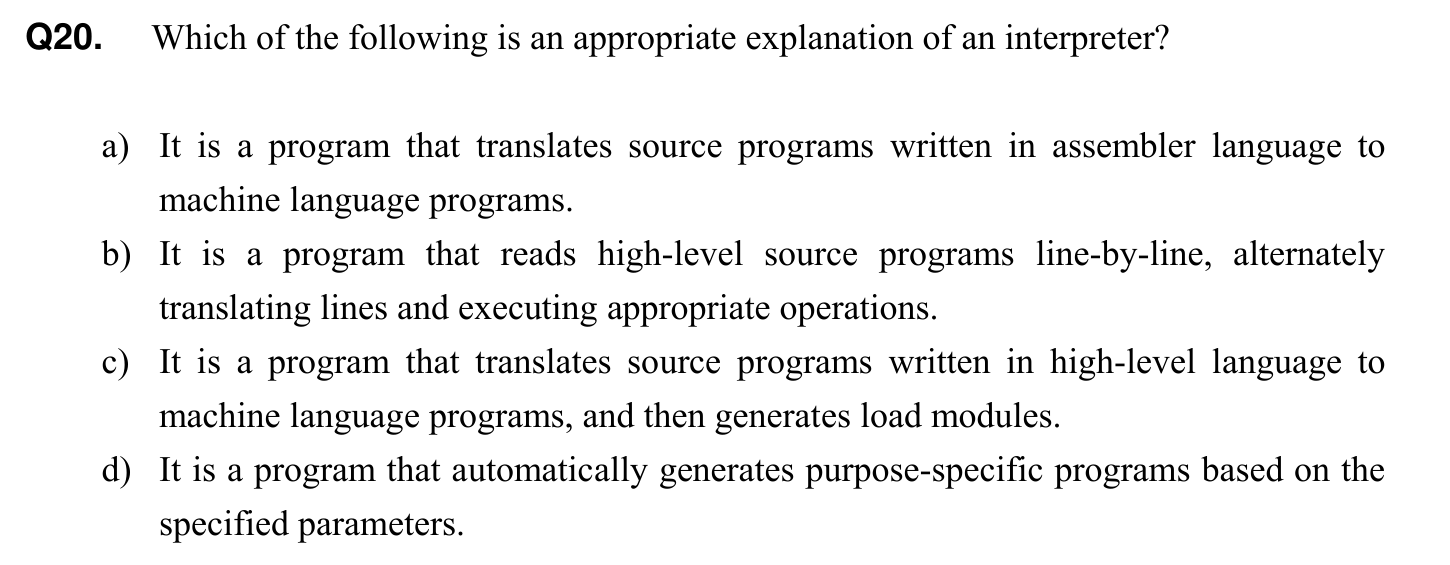 Q20. Which of the following is an appropriate explanation of an interpreter?
a) It is a program that translates source programs written in assembler language to
machine language programs.
b) It is a program that reads high-level source programs line-by-line, alternately
translating lines and executing appropriate operations.
c) It is a program that translates source programs written in high-level language to
machine language programs, and then generates load modules.
d) It is a program that automatically generates purpose-specific programs based on the
specified parameters.